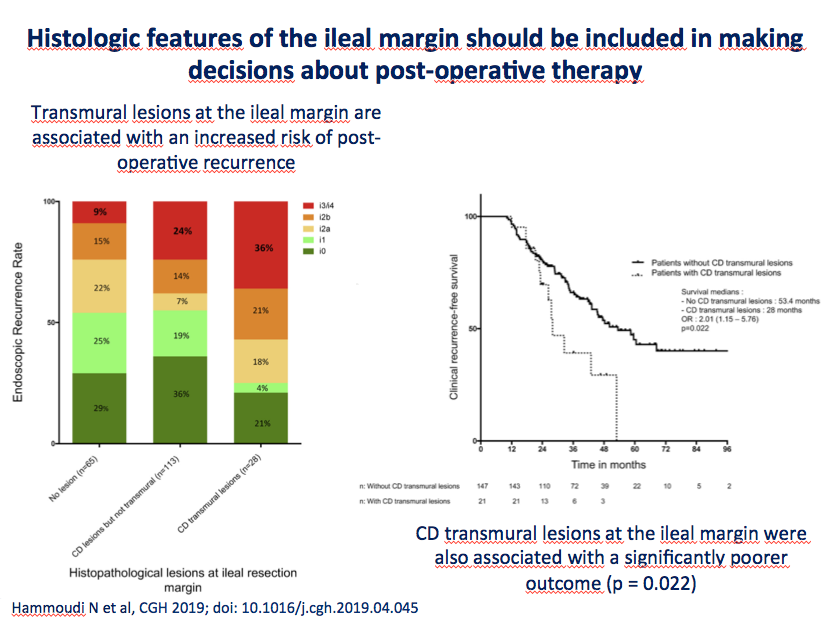 Histologic features of the ileal margin should be included in making
decisions about post-operative therapy
Transmural lesions at the ileal margin are
associated with an increased risk of post-
operative recurrence
Endoscopic Recurrence Rate
100
50
0
9%
15%
22%
25%
29%
24%
14%
7%
19%
36%
36%
21%
18%
4%
21%
i3/i4
i2b
i2a
i1
i0
No lesion (n=65)
CD lesions but not transmural (n=113)
CD transmural lesions (n=28)
Histopathological lesions at ileal resection
margin
Clinical recurrence-free survival
100
50
0
Patients without CD transmural lesions
Patients with CD transmural lesions
Survival medians :
- No CD transmural lesions : 53.4 months
- CD transmural lesions : 28 months
OR : 2.01 (1.15 – 5.76)
p=0.022
0 12 24 36 48 60 72 84 96
Time in months
n: Without CD transmural lesions 147 143 110 72 39 22 10 5 2
n: With CD transmural lesions 21 21 13 6 3
CD transmural lesions at the ileal margin were
also associated with a significantly poorer
outcome (p = 0.022)
Hammoudi N et al, CGH 2019; doi: 10.1016/j.cgh.2019.04.045